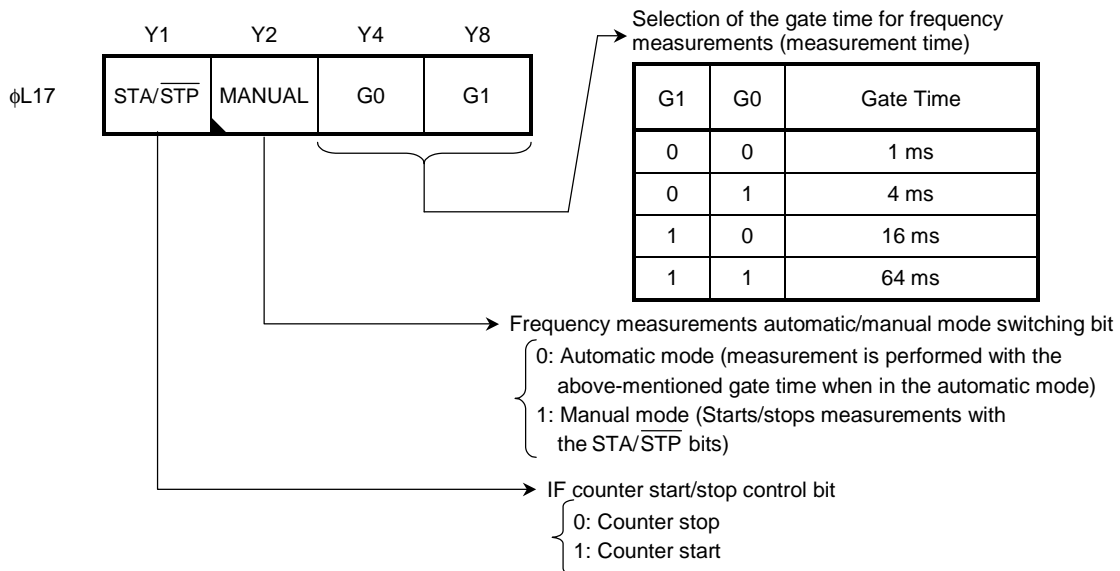 Selection of the gate time for frequency
measurements (measurement time)
Y1 Y2 Y4 Y8
φL17 STA/S̅T̅P̅ MANUAL G0 G1
G1 G0 Gate Time
0 0 1 ms
0 1 4 ms
1 0 16 ms
1 1 64 ms
Frequency measurements automatic/manual mode switching bit
0: Automatic mode (measurement is performed with the
above-mentioned gate time when in the automatic mode)
1: Manual mode (Starts/stops measurements with
the STA/S̅T̅P̅ bits)
IF counter start/stop control bit
0: Counter stop
1: Counter start